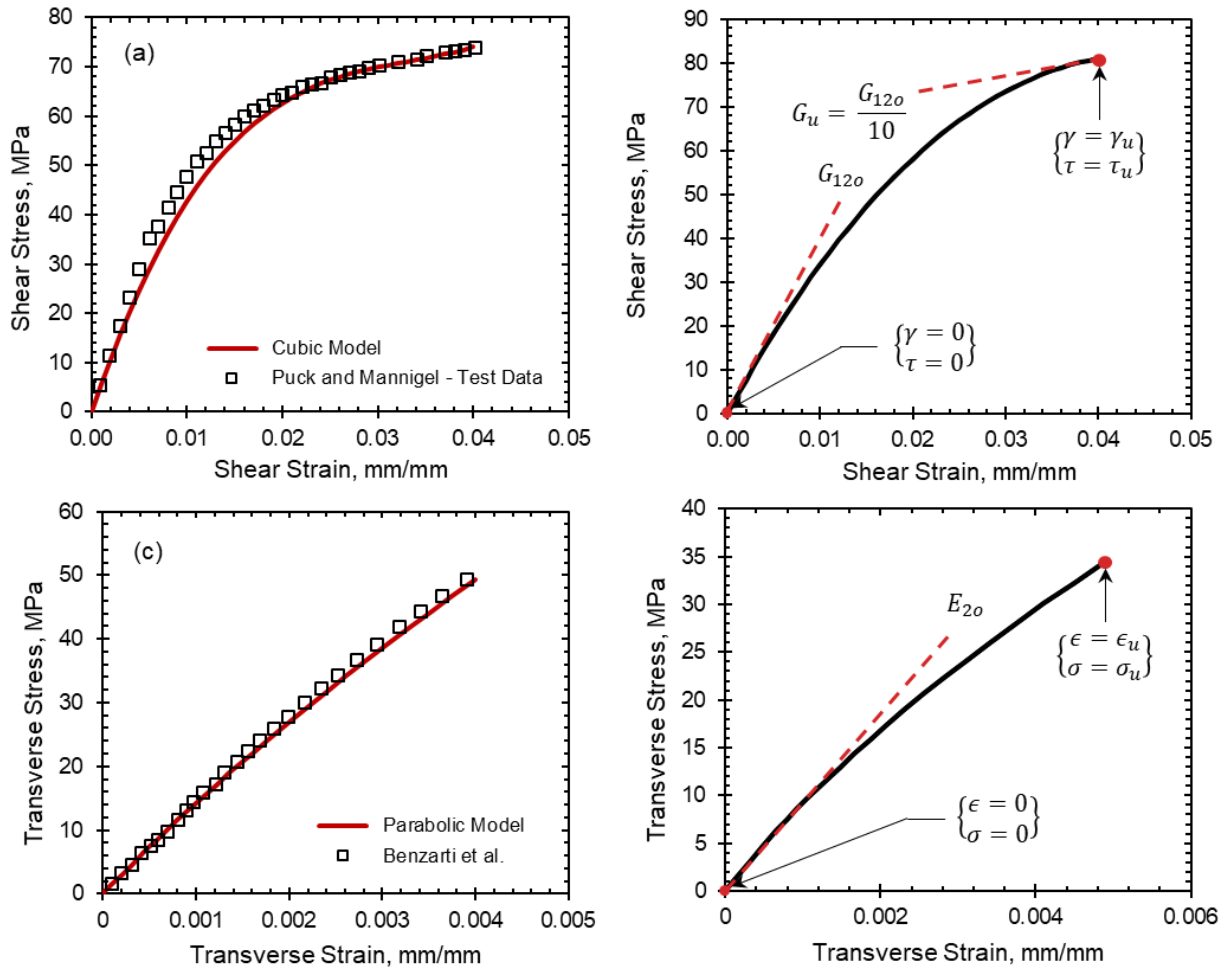 80
70
60
50
40
30
20
10
0
Shear Stress, MPa
(a)
Cubic Model
Puck and Mannigel - Test Data
0.00 0.01 0.02 0.03 0.04 0.05
Shear Strain, mm/mm
90
80
70
60
50
40
30
20
10
0
Shear Stress, MPa
G_u = G_{12o}/10
G_{12o}
{γ = γ_u
τ = τ_u}
{γ = 0
τ = 0}
0.00 0.01 0.02 0.03 0.04 0.05
Shear Strain, mm/mm
60
50
40
30
20
10
0
Transverse Stress, MPa
(c)
Parabolic Model
Benzarti et al.
0 0.001 0.002 0.003 0.004 0.005
Transverse Strain, mm/mm
40
35
30
25
20
15
10
5
0
Transverse Stress, MPa
E_{2o}
{ϵ = ϵ_u
σ = σ_u}
{ϵ = 0
σ = 0}
0 0.002 0.004 0.006
Transverse Strain, mm/mm